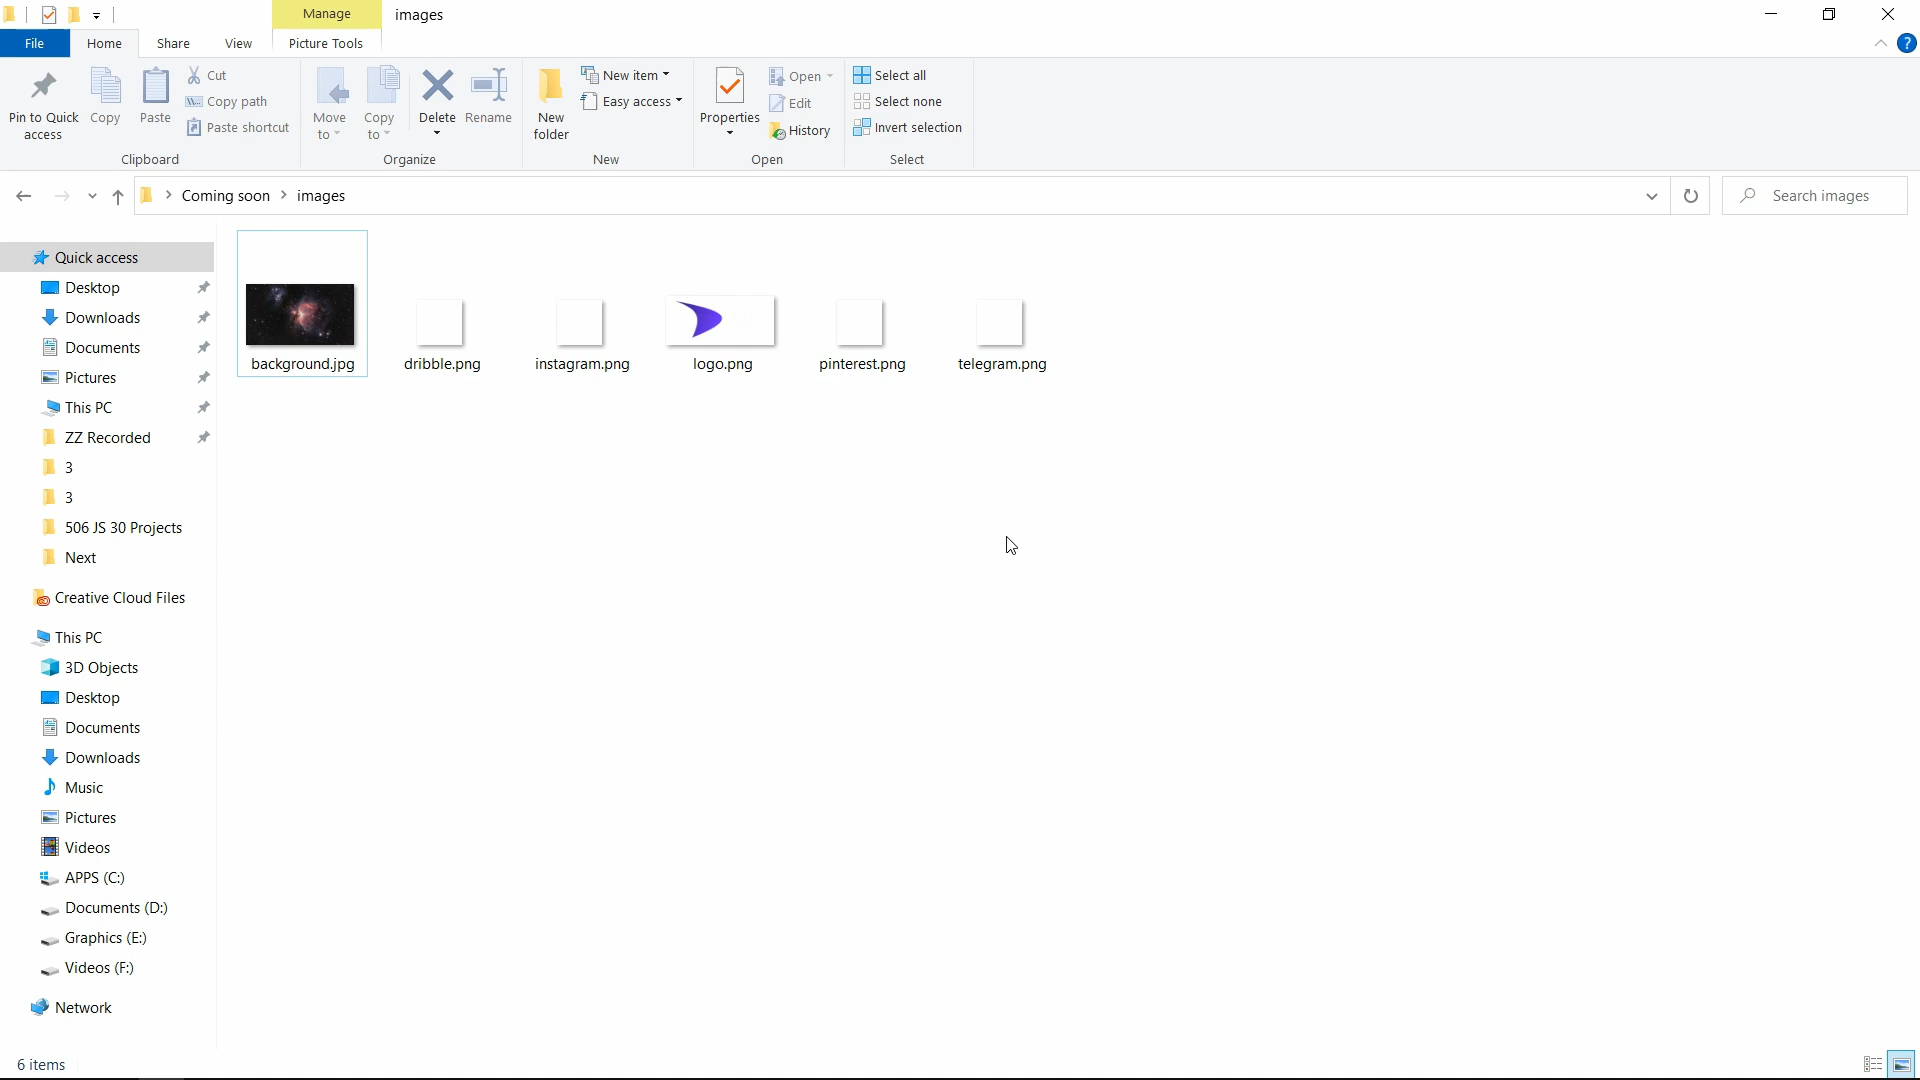 Manage
images
File
Home
Share
View
Picture Tools
Pin to Quick access
Copy
Paste
Cut
Copy path
Paste shortcut
Clipboard
Move to
Copy to
Delete
Rename
Organize
New folder
New item
Easy access
New
Properties
Open
Edit
History
Open
Select all
Select none
Invert selection
Select
Coming soon
images
Search images
Quick access
Desktop
Downloads
Documents
Pictures
This PC
ZZ Recorded
3
3
506 JS 30 Projects
Next
Creative Cloud Files
This PC
3D Objects
Desktop
Documents
Downloads
Music
Pictures
Videos
APPS (C:)
Documents (D:)
Graphics (E:)
Videos (F:)
Network
background.jpg
dribble.png
instagram.png
logo.png
pinterest.png
telegram.png
6 items